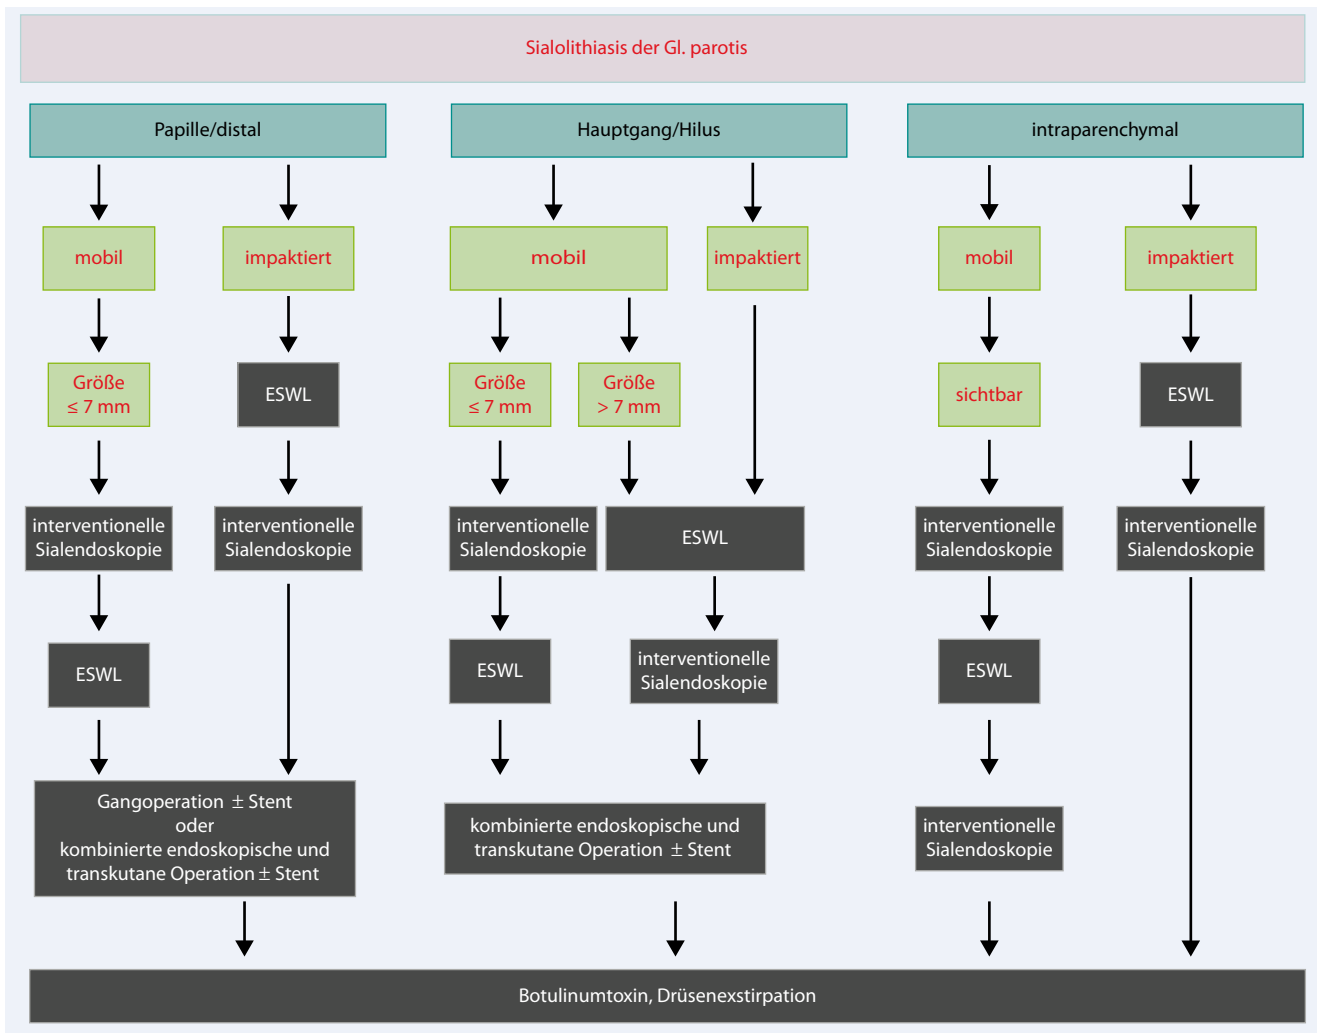 Sialolithiasis der Gl. parotis
Papille/distal
Hauptgang/Hilus
intraparenchymal
mobil
impaktiert
mobil
impaktiert
mobil
impaktiert
Größe
≤ 7 mm
ESWL
Größe
≤ 7 mm
Größe
> 7 mm
sichtbar
ESWL
interventionelle
Sialendoskopie
interventionelle
Sialendoskopie
interventionelle
Sialendoskopie
ESWL
interventionelle
Sialendoskopie
interventionelle
Sialendoskopie
ESWL
ESWL
interventionelle
Sialendoskopie
ESWL
Gangoperation ± Stent
oder
kombinierte endoskopische und
transkutane Operation ± Stent
kombinierte endoskopische und
transkutane Operation ± Stent
interventionelle
Sialendoskopie
Botulinumtoxin, Drüsenexstirpation